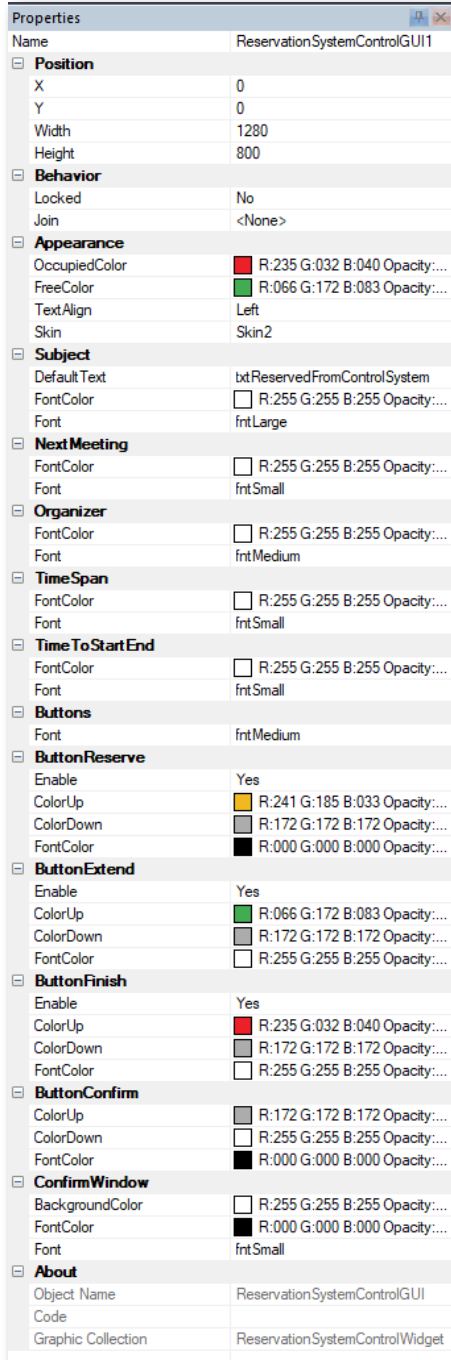 Properties
Name ReservationSystemControlGUI1
Position
X 0
Y 0
Width 1280
Height 800
Behavior
Locked No
Join <None>
Appearance
OccupiedColor R:235 G:032 B:040 Opacity:...
FreeColor R:066 G:172 B:083 Opacity:...
TextAlign Left
Skin Skin2
Subject
DefaultText txtReservedFromControlSystem
FontColor R:255 G:255 B:255 Opacity:...
Font fntLarge
NextMeeting
FontColor R:255 G:255 B:255 Opacity:...
Font fntSmall
Organizer
FontColor R:255 G:255 B:255 Opacity:...
Font fntMedium
TimeSpan
FontColor R:255 G:255 B:255 Opacity:...
Font fntSmall
TimeToStartEnd
FontColor R:255 G:255 B:255 Opacity:...
Font fntSmall
Buttons
Font fntMedium
ButtonReserve
Enable Yes
ColorUp R:241 G:185 B:033 Opacity:...
ColorDown R:172 G:172 B:172 Opacity:...
FontColor R:000 G:000 B:000 Opacity:...
ButtonExtend
Enable Yes
ColorUp R:066 G:172 B:083 Opacity:...
ColorDown R:172 G:172 B:172 Opacity:...
FontColor R:255 G:255 B:255 Opacity:...
ButtonFinish
Enable Yes
ColorUp R:235 G:032 B:040 Opacity:...
ColorDown R:172 G:172 B:172 Opacity:...
FontColor R:255 G:255 B:255 Opacity:...
ButtonConfirm
ColorUp R:172 G:172 B:172 Opacity:...
ColorDown R:255 G:255 B:255 Opacity:...
FontColor R:000 G:000 B:000 Opacity:...
ConfirmWindow
BackgroundColor R:255 G:255 B:255 Opacity:...
FontColor R:000 G:000 B:000 Opacity:...
Font fntSmall
About
Object Name ReservationSystemControlGUI
Code
Graphic Collection ReservationSystemControlWidget